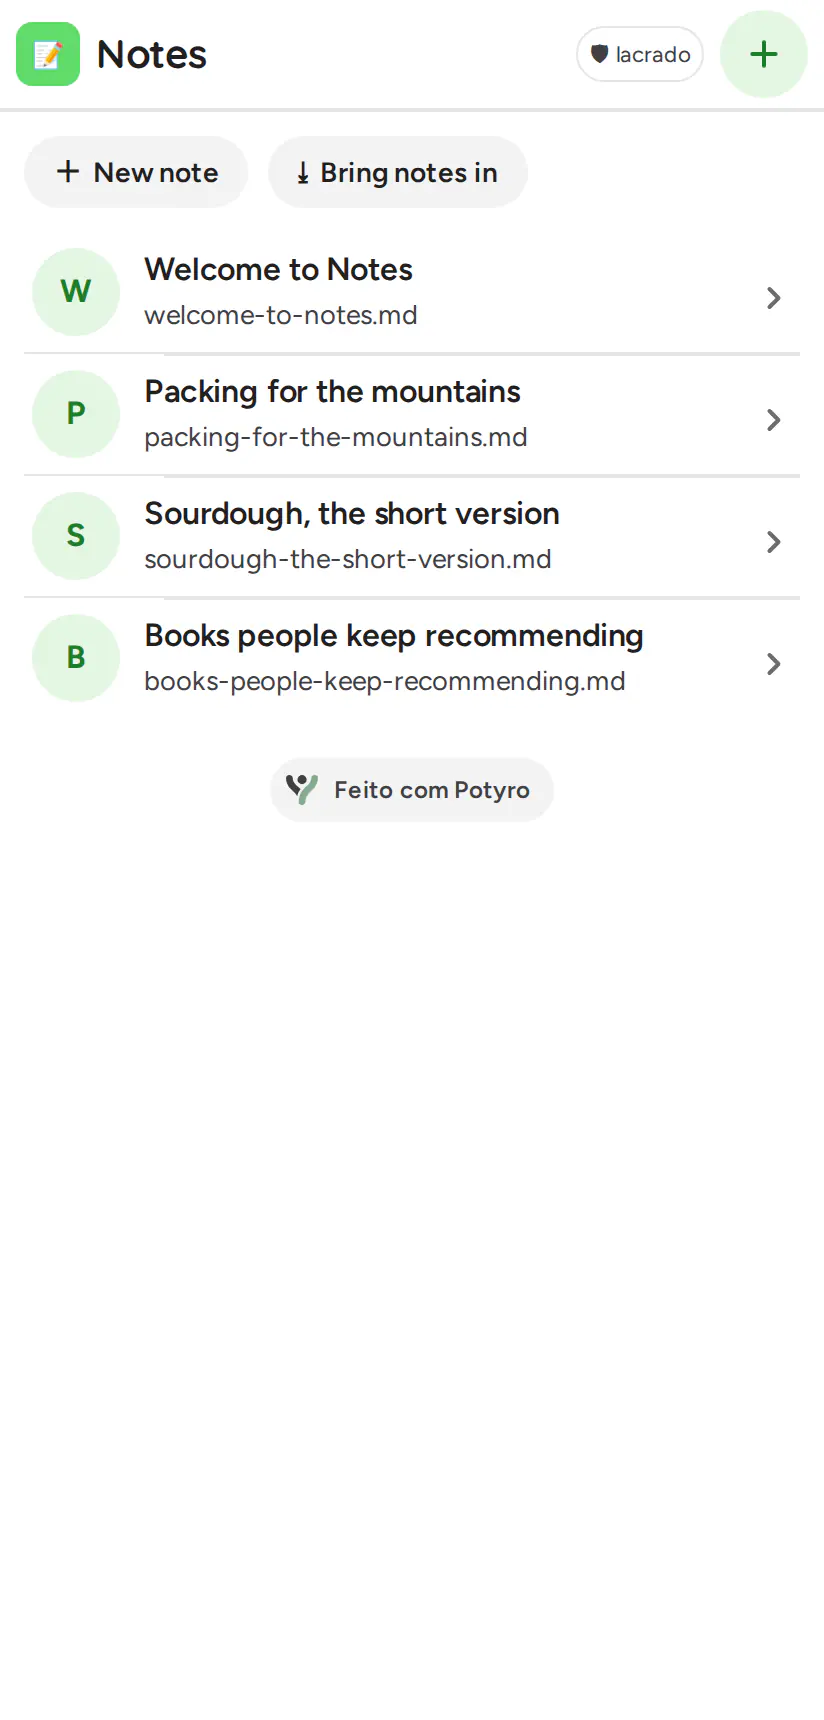 Notes
lacrado
New note
Bring notes in
W
Welcome to Notes
welcome-to-notes.md
P
Packing for the mountains
packing-for-the-mountains.md
S
Sourdough, the short version
sourdough-the-short-version.md
B
Books people keep recommending
books-people-keep-recommending.md
Feito com Potyro